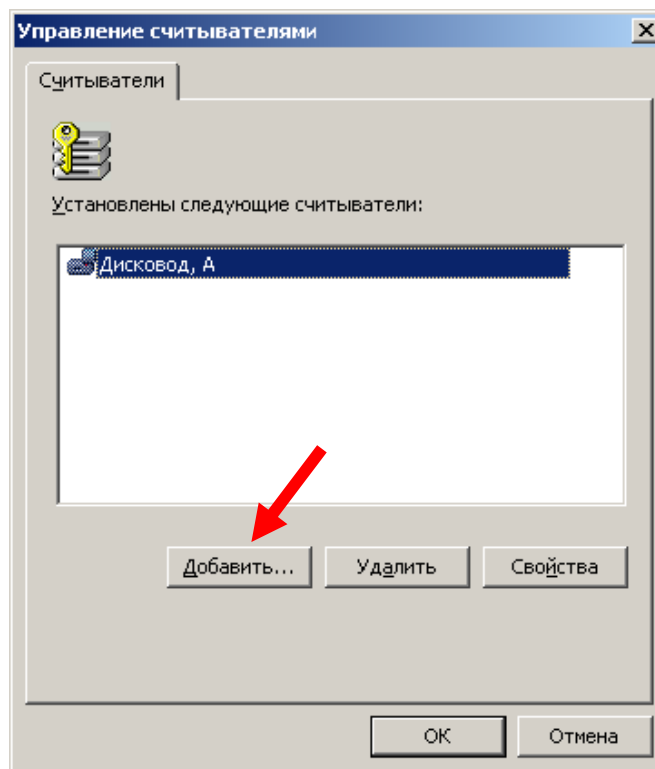 Управление считывателями
Считыватели
Установлены следующие считыватели:
Дисковод, A
Добавить... Удалить Свойства
ОК Отмена